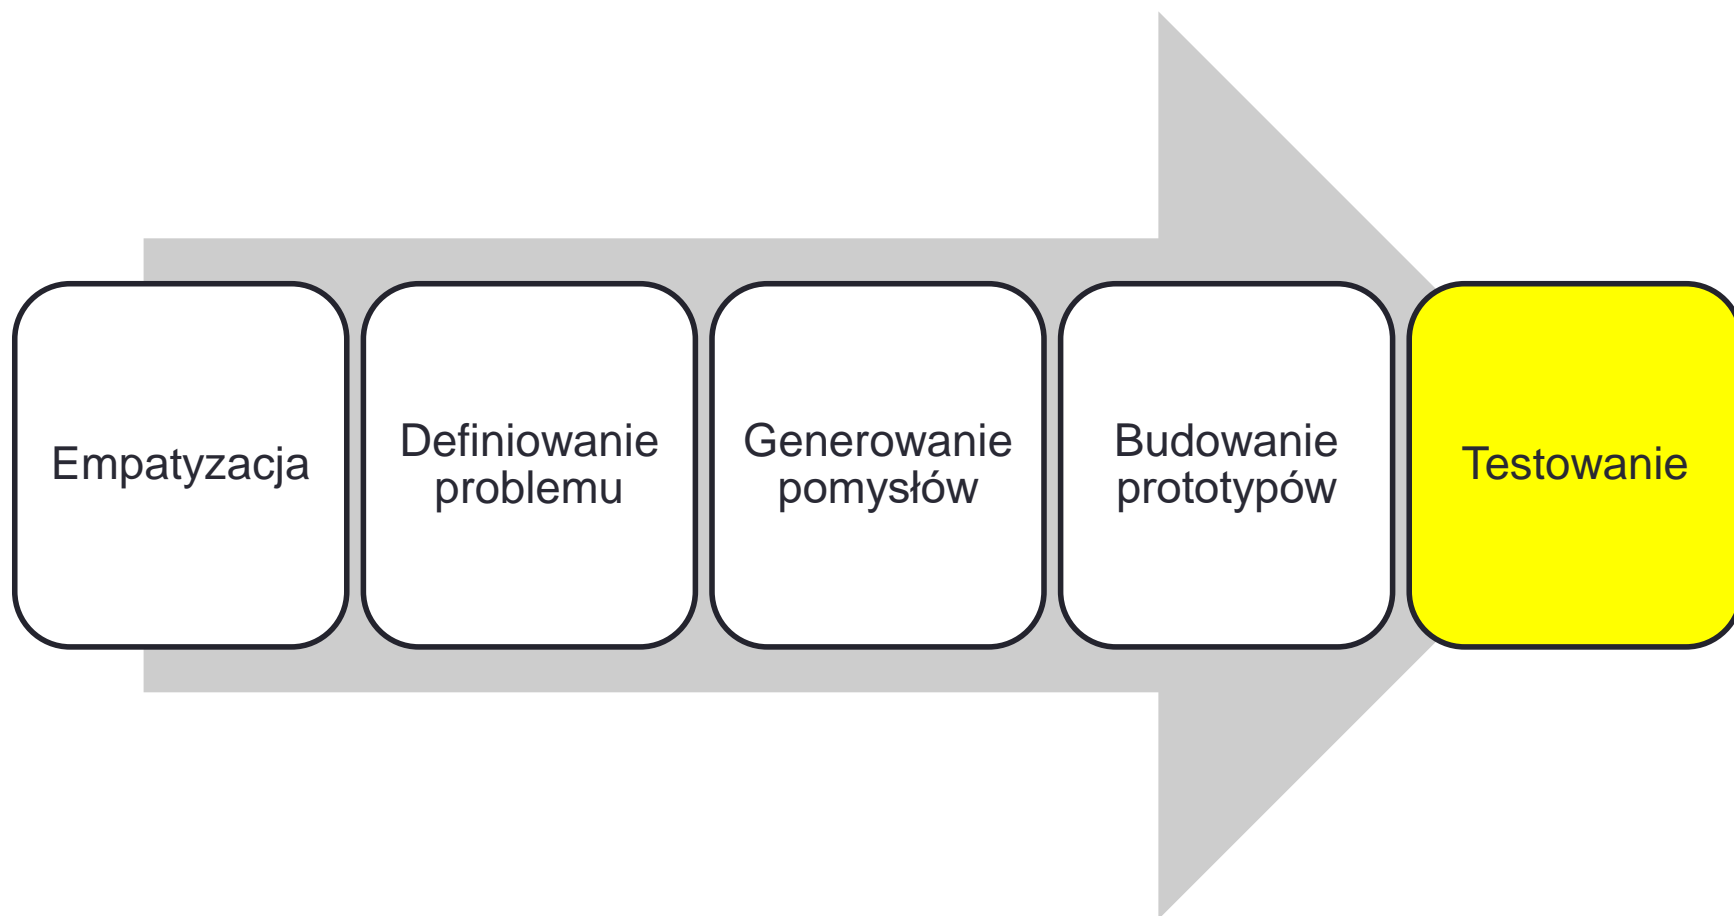 Empatyzacja
Definiowanie
problemu
Generowanie
pomysłów
Budowanie
prototypów
Testowanie